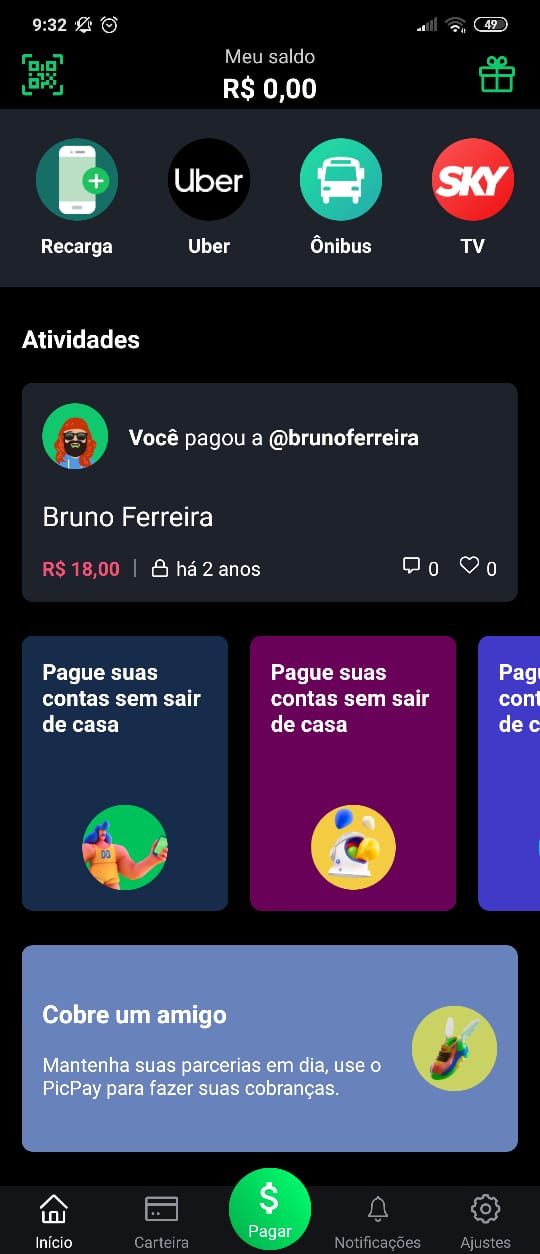 9:32
49
Meu saldo
R$ 0,00
Uber
SKY
Recarga
Uber
Ônibus
TV
Atividades
Você pagou a @brunoferreira
Bruno Ferreira
R$ 18,00 | há 2 anos 0 0
Pague suas
contas sem sair
de casa
00
Pague suas
contas sem sair
de casa
Cobre um amigo
Mantenha suas parcerias em dia, use o
PicPay para fazer suas cobranças.
Início
Carteira
$
Pagar
Notificações
Ajustes